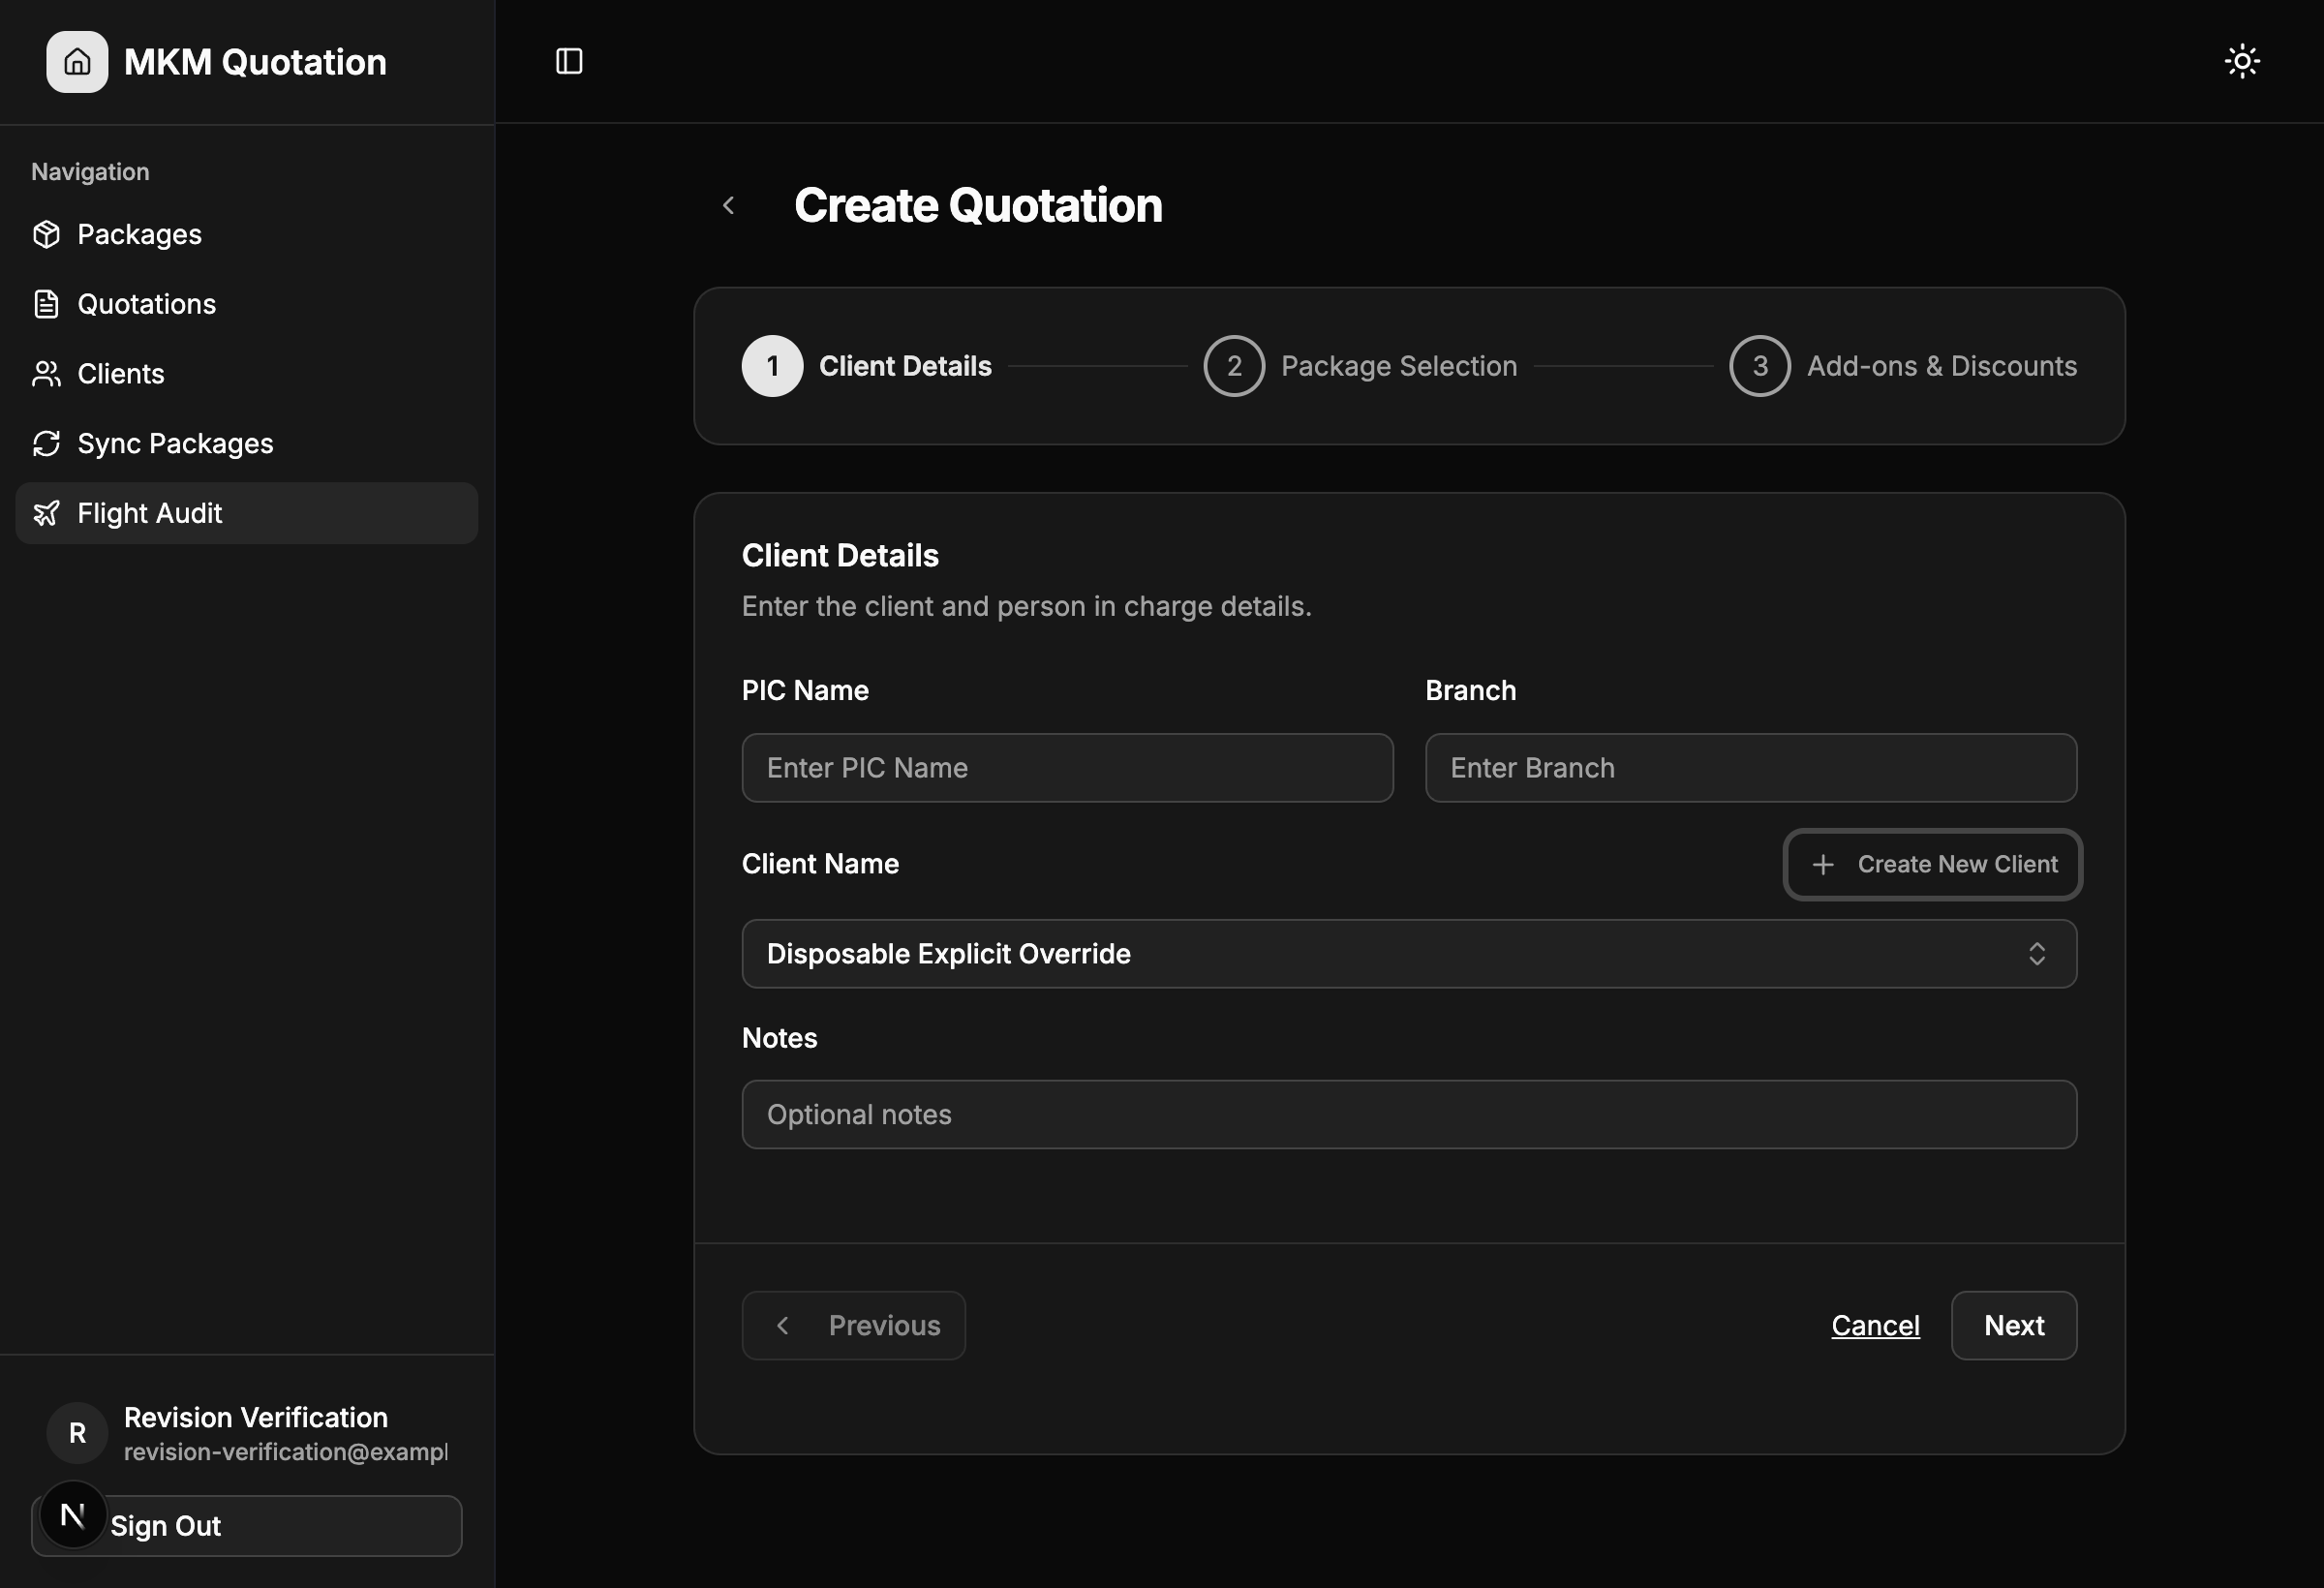 MKM Quotation
Navigation
Packages
Quotations
Clients
Sync Packages
Flight Audit
Revision Verification
R
revision-verification@exampl
N
Sign Out
Create Quotation
1 Client Details
2 Package Selection
3 Add-ons & Discounts
Client Details
Enter the client and person in charge details.
PIC Name
Branch
Enter PIC Name
Enter Branch
Client Name
Create New Client
Disposable Explicit Override
Notes
Optional notes
Previous
Cancel
Next